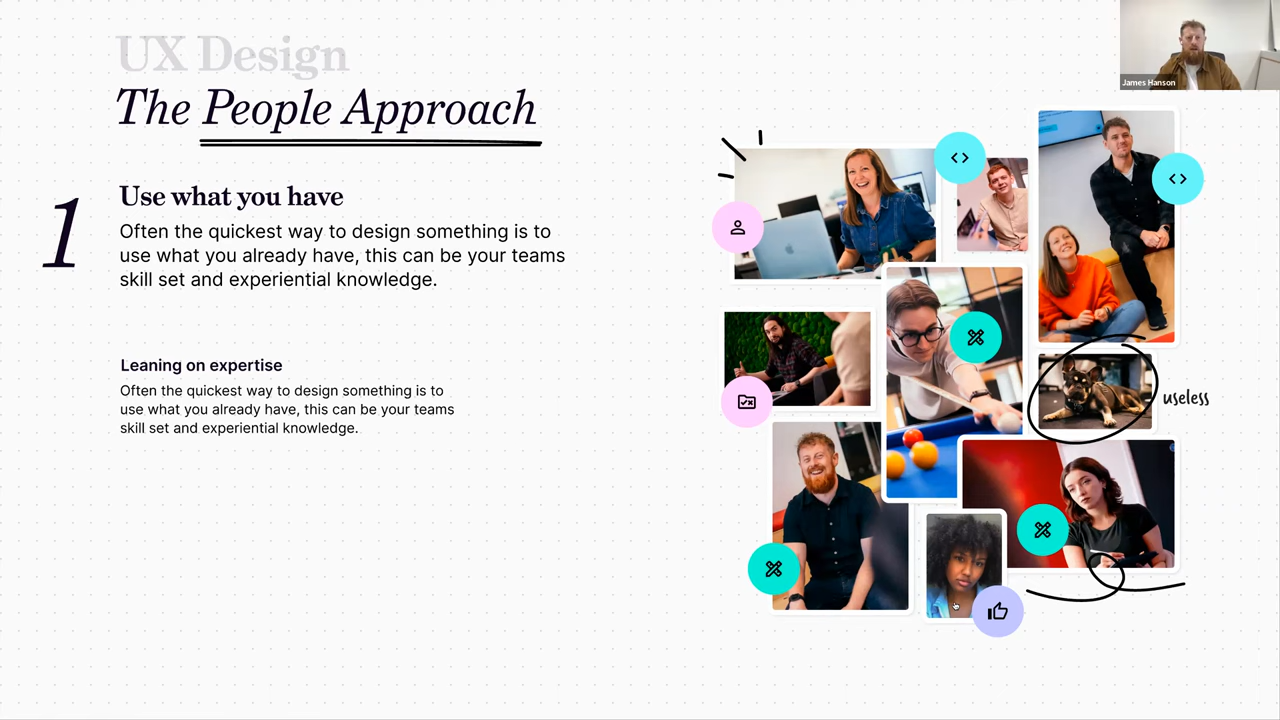 UX Design
The People Approach
1
Use what you have
Often the quickest way to design something is to
use what you already have, this can be your teams
skill set and experiential knowledge.
Leaning on expertise
Often the quickest way to design something is to
use what you already have, this can be your teams
skill set and experiential knowledge.
useless
James Hanson